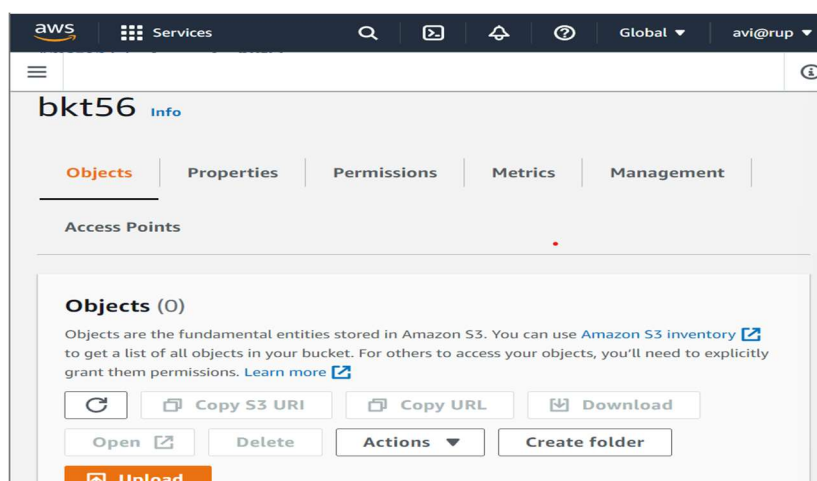 aws Services Global avi@rup
bkt56 Info
Objects Properties Permissions Metrics Management
Access Points
Objects (0)
Objects are the fundamental entities stored in Amazon S3. You can use Amazon S3 inventory
to get a list of all objects in your bucket. For others to access your objects, you'll need to explicitly
grant them permissions. Learn more
Copy S3 URI Copy URL Download
Open Delete Actions Create folder
Upload